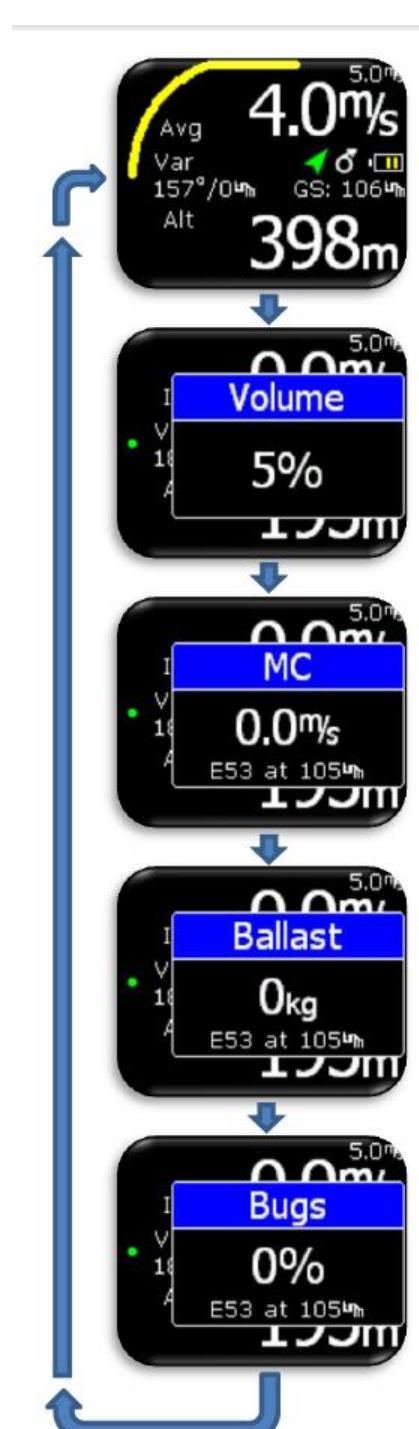 5.0m/s
Avg 4.0m/s
Var
157°/0km/h GS: 106km/h
Alt 398m
5.0m/s
Volume
5%
5.0m/s
MC
0.0m/s
E53 at 105km/h
5.0m/s
Ballast
0kg
E53 at 105km/h
5.0m/s
Bugs
0%
E53 at 105km/h